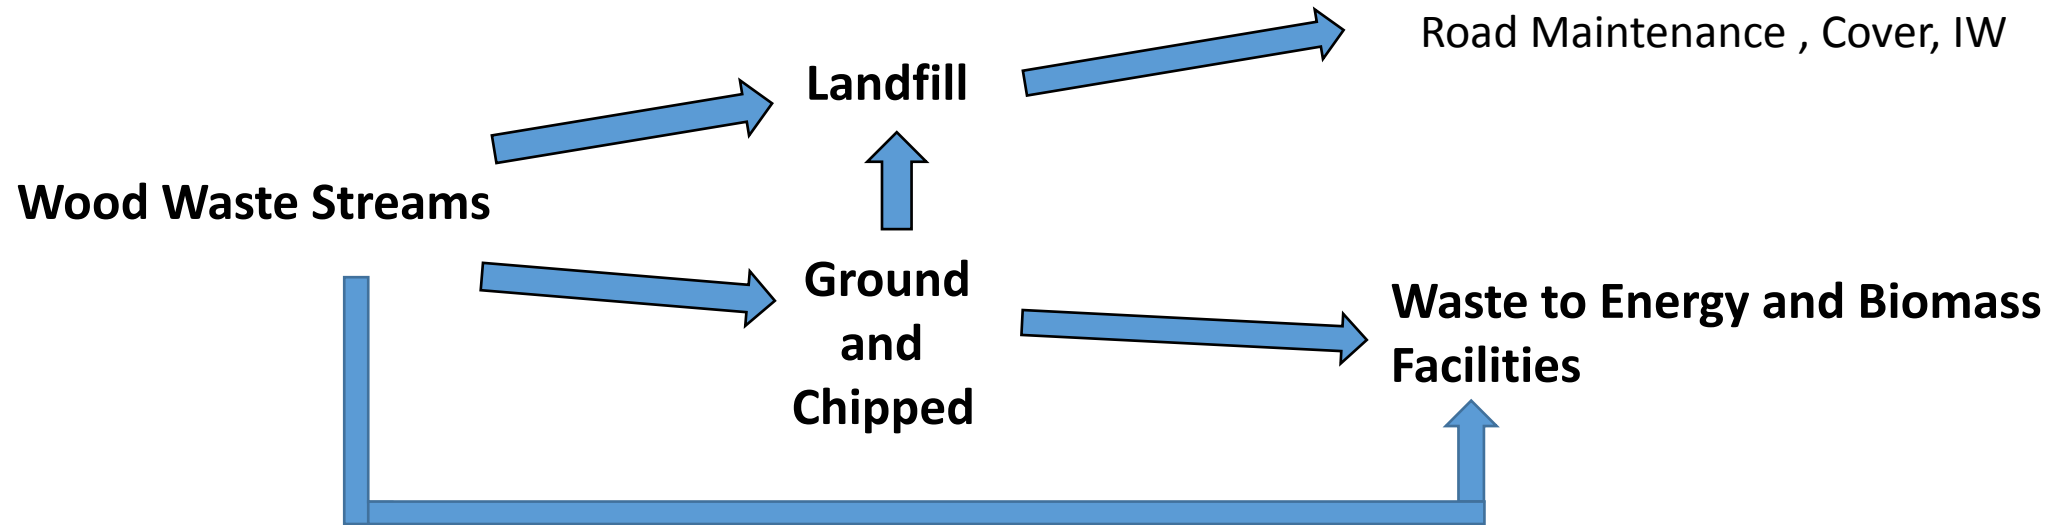 Road Maintenance , Cover, IW
Landfill
Wood Waste Streams
Ground
and
Chipped
Waste to Energy and Biomass
Facilities